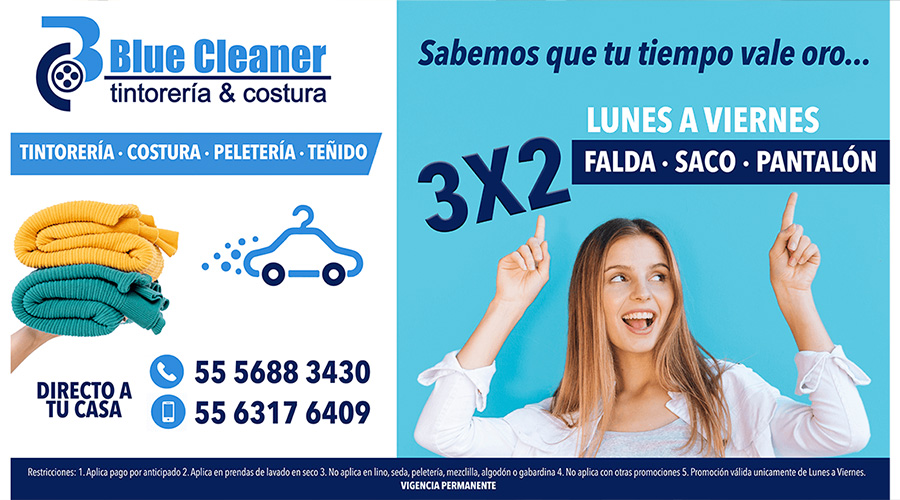 Blue Cleaner
tintorería & costura
TINTORERÍA · COSTURA · PELETERÍA · TEÑIDO
DIRECTO A
TU CASA
55 5688 3430
55 6317 6409
Sabemos que tu tiempo vale oro...
LUNES A VIERNES
3X2
FALDA · SACO · PANTALÓN
Restricciones: 1. Aplica pago por anticipado 2. Aplica en prendas de lavado en seco 3. No aplica en lino, seda, peletería, mezclilla, algodón o gabardina 4. No aplica con otras promociones 5. Promoción válida unicamente de Lunes a Viernes.
VIGENCIA PERMANENTE